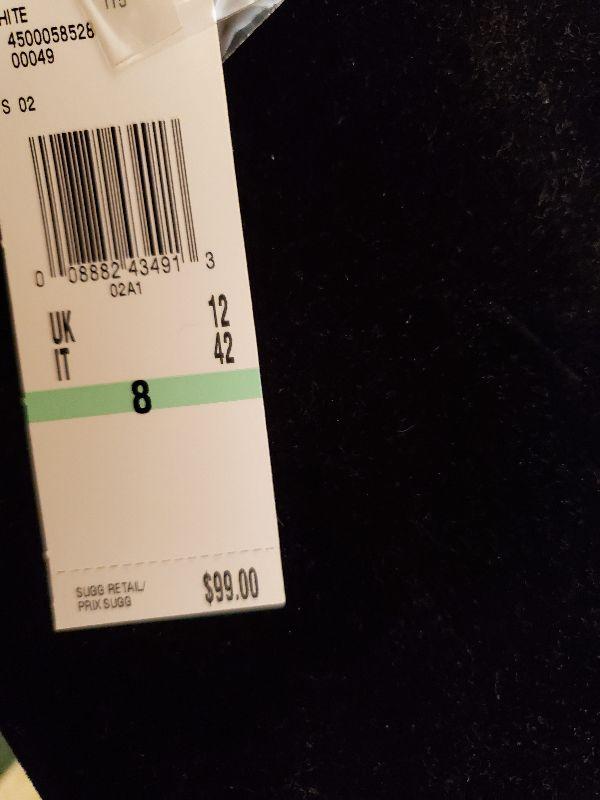 HITE
4500058528
00049
S 02
0 08882 43491 3
02A1
UK 12
IT 42
8
SUGG RETAIL/
PRIX SUGG
$99.00